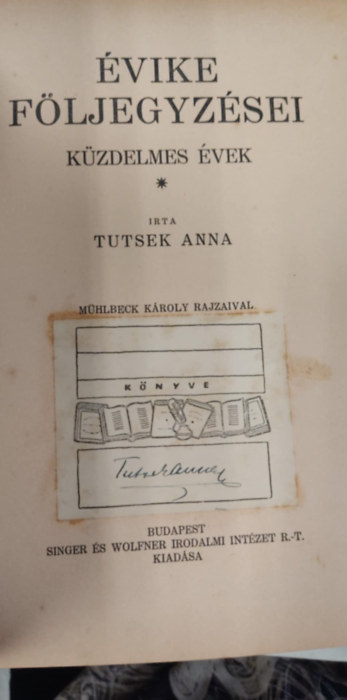 ÉVIKE
FÖLJEGYZÉSEI
KÜZDELMES ÉVEK
*
IRTA
TUTSEK ANNA
MÜHLBECK KÁROLY RAJZAIVAL
KÖNYVE
Tutsek Anna
BUDAPEST
SINGER ÉS WOLFNER IRODALMI INTÉZET R.-T.
KIADÁSA